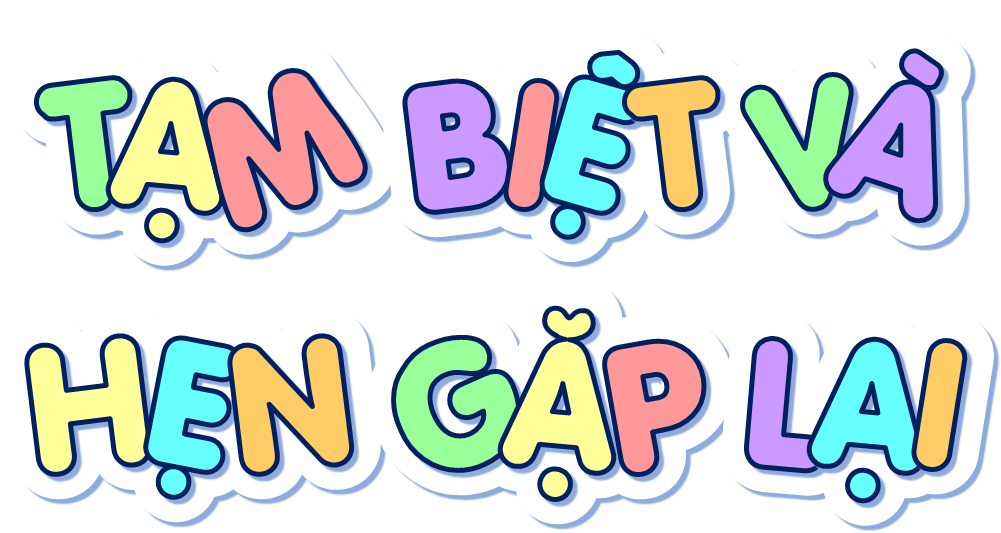 TẠM BIỆT VÀ
HẸN GẶP LẠI